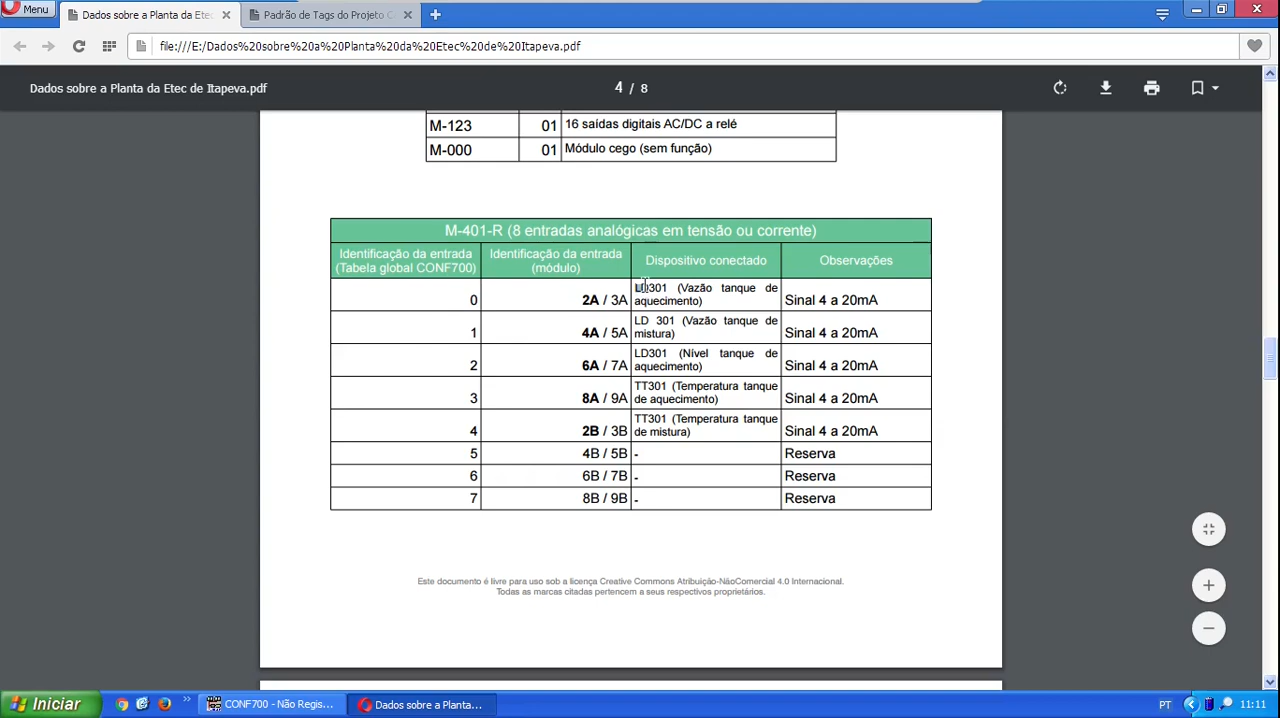 Menu
Dados sobre a Planta da Etec
Padrão de Tags do Projeto
file:///E:/Dados%20sobre%20a%20Planta%20da%20Etec%20de%20Itapeva.pdf
Dados sobre a Planta da Etec de Itapeva.pdf
4 / 8
M-123 01 16 saídas digitais AC/DC a relé
M-000 01 Módulo cego (sem função)
M-401-R (8 entradas analógicas em tensão ou corrente)
Identificação da entrada
(Tabela global CONF700)
Identificação da entrada
(módulo)
Dispositivo conectado
Observações
0 2A / 3A LD301 (Vazão tanque de
aquecimento) Sinal 4 a 20mA
1 4A / 5A LD 301 (Vazão tanque de
mistura) Sinal 4 a 20mA
2 6A / 7A LD301 (Nível tanque de
aquecimento) Sinal 4 a 20mA
3 8A / 9A TT301 (Temperatura tanque
de aquecimento) Sinal 4 a 20mA
4 2B / 3B TT301 (Temperatura tanque
de mistura) Sinal 4 a 20mA
5 4B / 5B - Reserva
6 6B / 7B - Reserva
7 8B / 9B - Reserva
Este documento é livre para uso sob a licença Creative Commons Atribuição-NãoComercial 4.0 Internacional.
Todas as marcas citadas pertencem a seus respectivos proprietários.
Iniciar
CONF700 - Não Regis...
Dados sobre a Planta...
PT
11:11